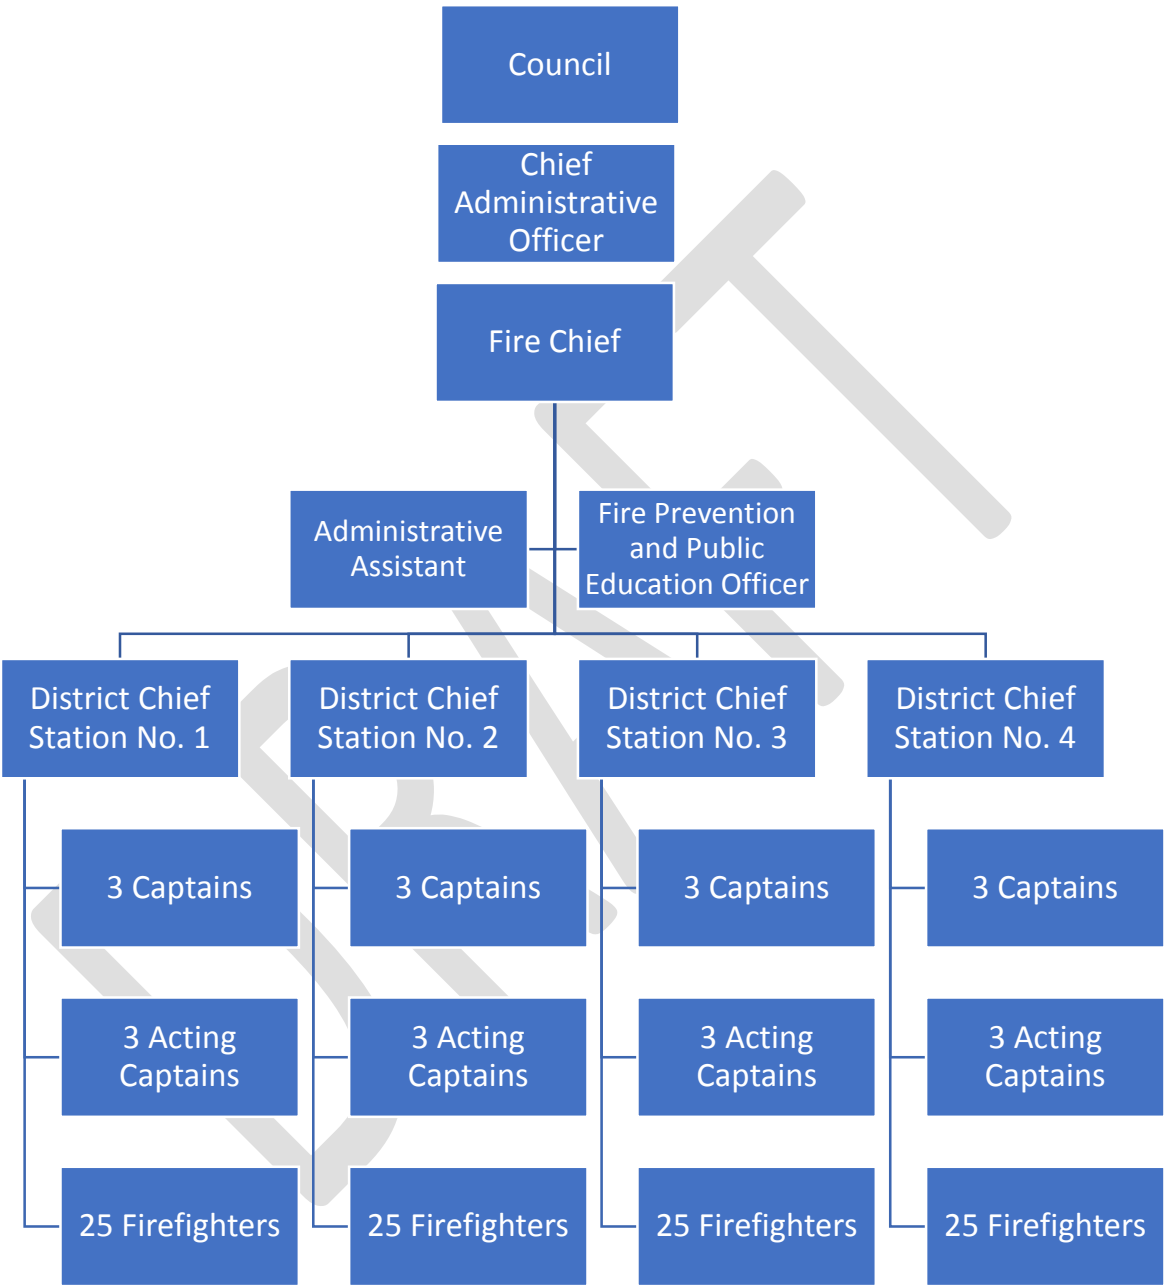 Council
Chief
Administrative
Officer
Fire Chief
Administrative
Assistant
Fire Prevention
and Public
Education Officer
District Chief
Station No. 1
District Chief
Station No. 2
District Chief
Station No. 3
District Chief
Station No. 4
3 Captains
3 Captains
3 Captains
3 Captains
3 Acting
Captains
3 Acting
Captains
3 Acting
Captains
3 Acting
Captains
25 Firefighters
25 Firefighters
25 Firefighters
25 Firefighters
DRAFT